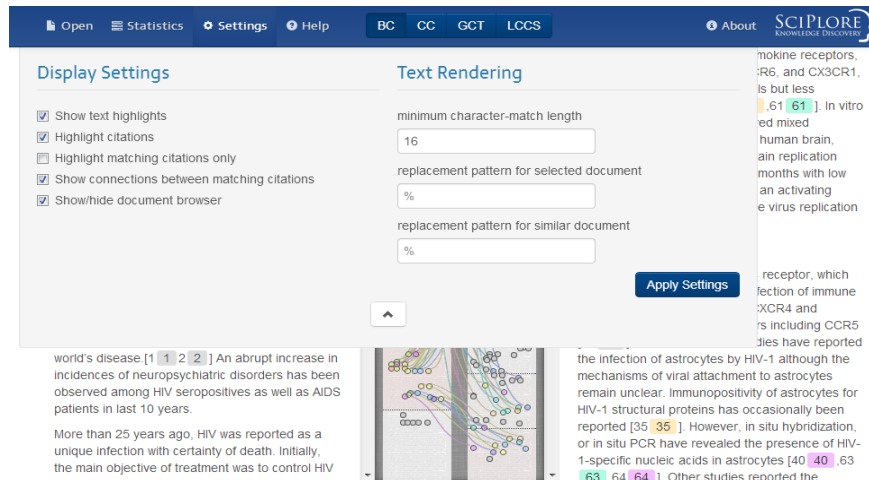 Open Statistics Settings Help BC CC GCT LCCS About SCIPLORE
KNOWLEDGE DISCOVERY
Display Settings
Show text highlights
Highlight citations
Highlight matching citations only
Show connections between matching citations
Show/hide document browser
Text Rendering
minimum character-match length
16
replacement pattern for selected document
%
replacement pattern for similar document
%
Apply Settings
world's disease.[1 1 2 2 ] An abrupt increase in
incidences of neuropsychiatric disorders has been
observed among HIV seropositives as well as AIDS
patients in last 10 years.
More than 25 years ago, HIV was reported as a
unique infection with certainty of death. Initially,
the main objective of treatment was to control HIV
mokine receptors,
CR6, and CX3CR1,
ls but less
,61 61 ]. In vitro
ed mixed
human brain,
ain replication
months with low
an activating
e virus replication
receptor, which
fection of immune
XCR4 and
rs including CCR5
dies have reported
the infection of astrocytes by HIV-1 although the
mechanisms of viral attachment to astrocytes
remain unclear. Immunopositivity of astrocytes for
HIV-1 structural proteins has occasionally been
reported [35 35 ]. However, in situ hybridization,
or in situ PCR have revealed the presence of HIV-
1-specific nucleic acids in astrocytes [40 40 ,63
63 ,64 64 ]. Other studies reported the